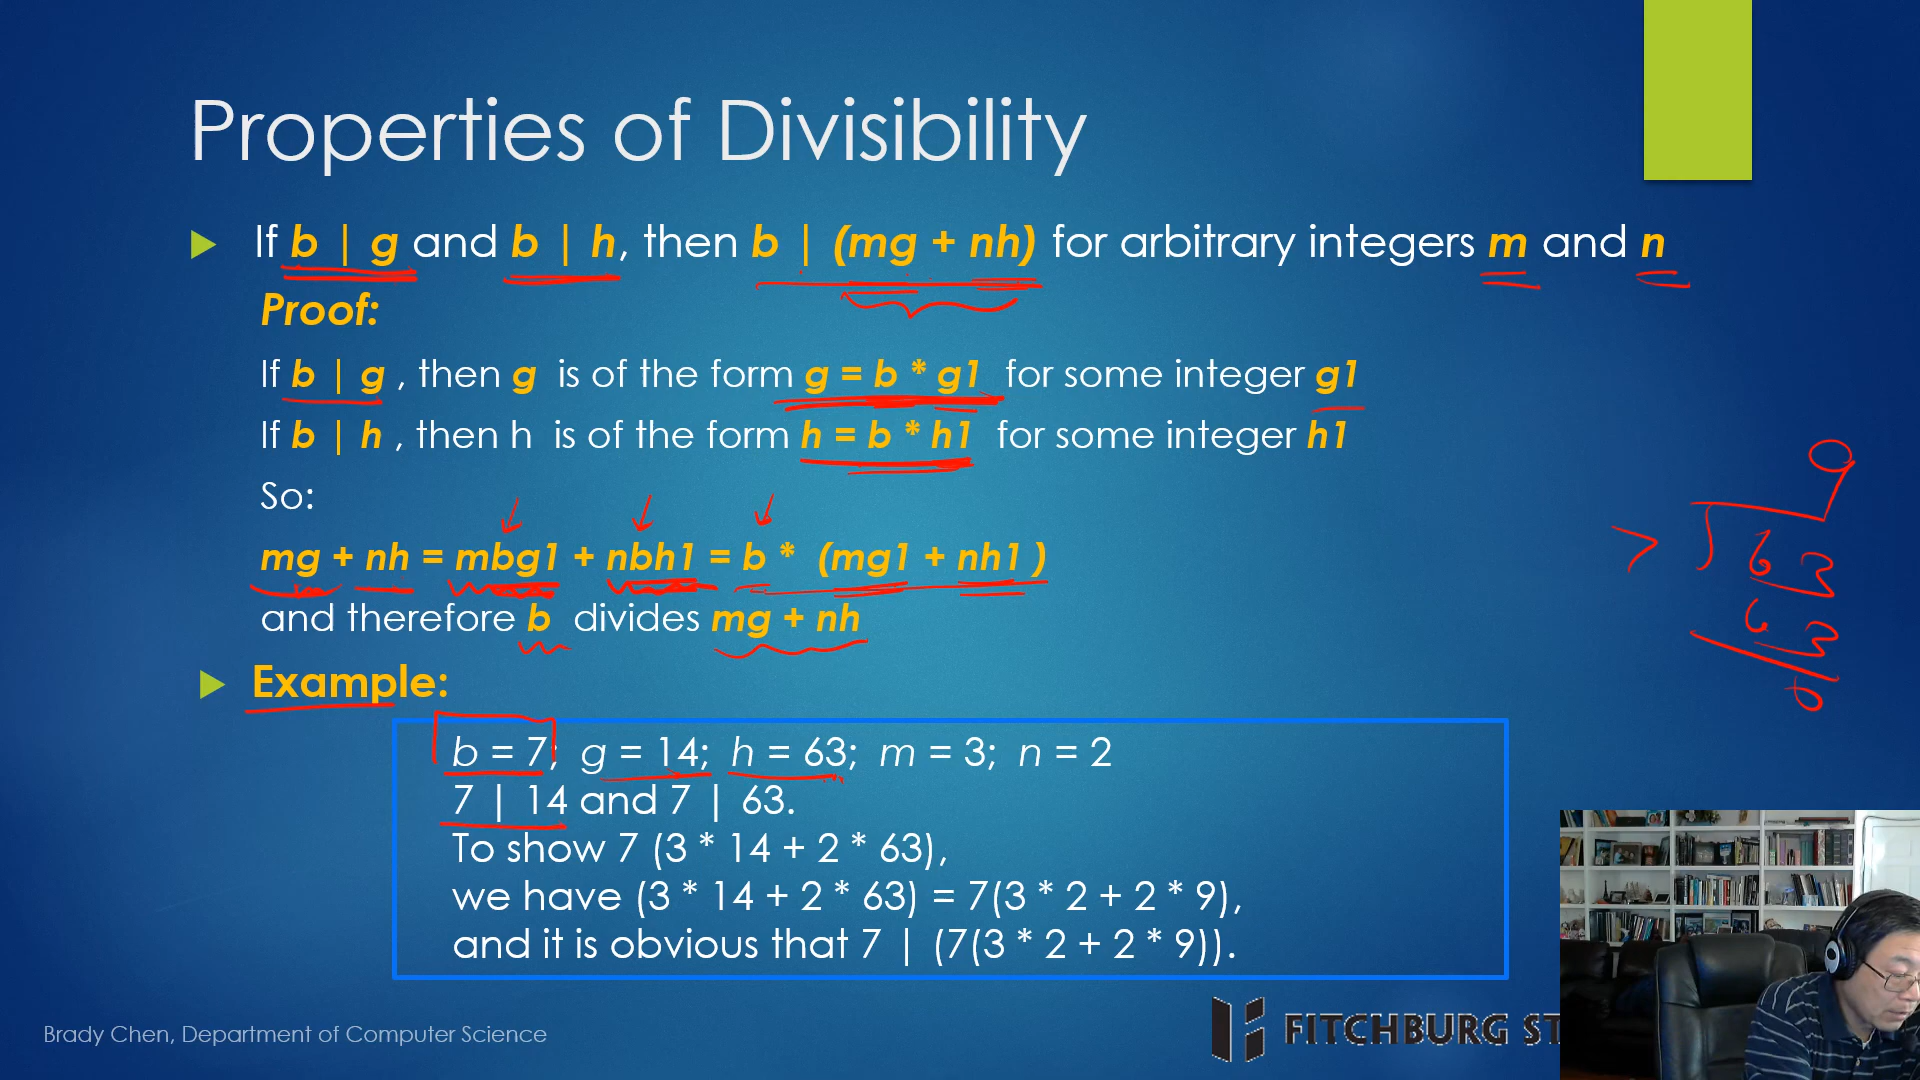 Properties of Divisibility
If b | g and b | h, then b | (mg + nh) for arbitrary integers m and n
Proof:
If b | g , then g is of the form g = b * g1 for some integer g1
If b | h , then h is of the form h = b * h1 for some integer h1
So:
mg + nh = mbg1 + nbh1 = b * (mg1 + nh1 )
and therefore b divides mg + nh
9
7 63
63
0
Example:
b = 7; g = 14; h = 63; m = 3; n = 2
7 | 14 and 7 | 63.
To show 7 (3 * 14 + 2 * 63),
we have (3 * 14 + 2 * 63) = 7(3 * 2 + 2 * 9),
and it is obvious that 7 | (7(3 * 2 + 2 * 9)).
Brady Chen, Department of Computer Science
FITCHBURG ST